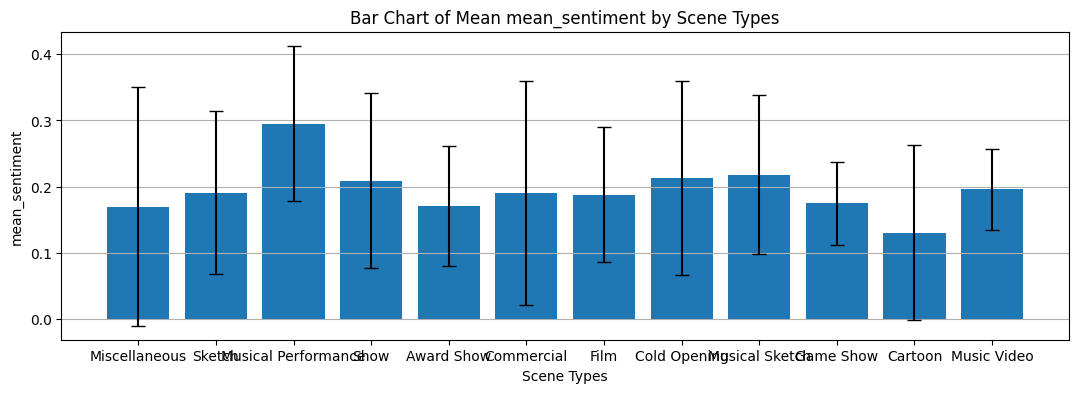 Bar Chart of Mean mean_sentiment by Scene Types
0.4
0.3
0.2
0.1
0.0
mean_sentiment
Miscellaneous Sketch Musical Performance Show Award Show Commercial Film Cold Opening Musical Sketch Game Show Cartoon Music Video
Scene Types